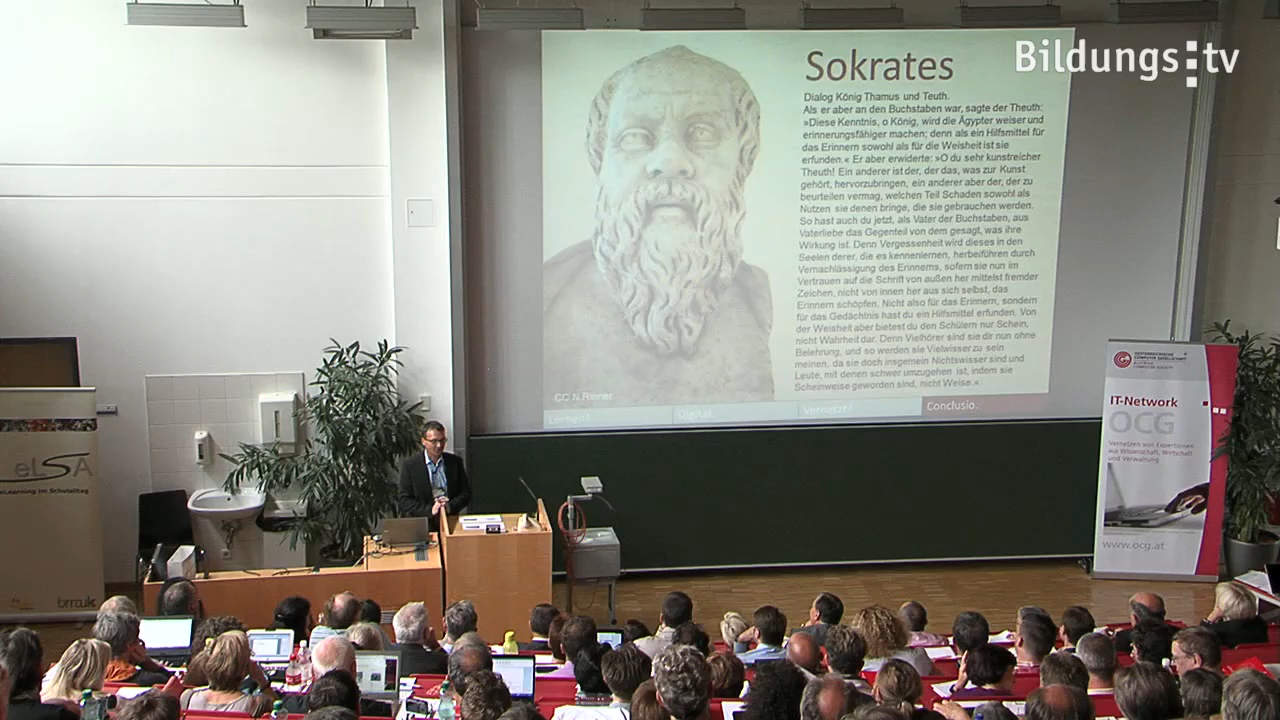 Bildungs:tv
Sokrates
Dialog König Thamus und Teuth.
Als er aber an den Buchstaben war, sagte der Theuth:
»Diese Kenntnis, o König, wird die Ägypter weiser und
erinnerungsfähiger machen; denn als ein Hilfsmittel für
das Erinnern sowohl als für die Weisheit ist sie
erfunden.« Er aber erwiderte: »O du sehr kunstreicher
Theuth! Ein anderer ist der, der das, was zur Kunst
gehört, hervorzubringen, ein anderer aber der, der zu
beurteilen vermag, welchen Teil Schaden sowohl als
Nutzen sie denen bringe, die sie gebrauchen werden.
So hast auch du jetzt, als Vater der Buchstaben, aus
Vaterliebe das Gegenteil von dem gesagt, was ihre
Wirkung ist. Denn Vergessenheit wird dieses in den
Seelen derer, die es kennenlernen, herbeiführen durch
Vernachlässigung des Erinnerns, sofern sie nun im
Vertrauen auf die Schrift von außen her mittelst fremder
Zeichen, nicht von innen her aus sich selbst, das
Erinnern schöpfen. Nicht also für das Erinnern, sondern
für das Gedächtnis hast du ein Hilfsmittel erfunden. Von
der Weisheit aber bietest du den Schülern nur Schein,
nicht Wahrheit dar. Denn Vielhörer sind sie dir nun ohne
Belehrung, und so werden sie Vielwisser zu sein
meinen, da sie doch insgemein Nichtswisser sind und
Leute, mit denen schwer umzugehen ist, indem sie
Scheinweise geworden sind, nicht Weise.«
CC N.Reiner
Lernen!
Digital
Vernetzt?
Conclusio.
eLSA
eLearning im Schulalltag
bm:uk
OESTERREICHISCHE
COMPUTER GESELLSCHAFT
AUSTRIAN
COMPUTER SOCIETY
IT-Network
OCG
Vernetzen von ExpertInnen
aus Wissenschaft, Wirtschaft
und Verwaltung
www.ocg.at